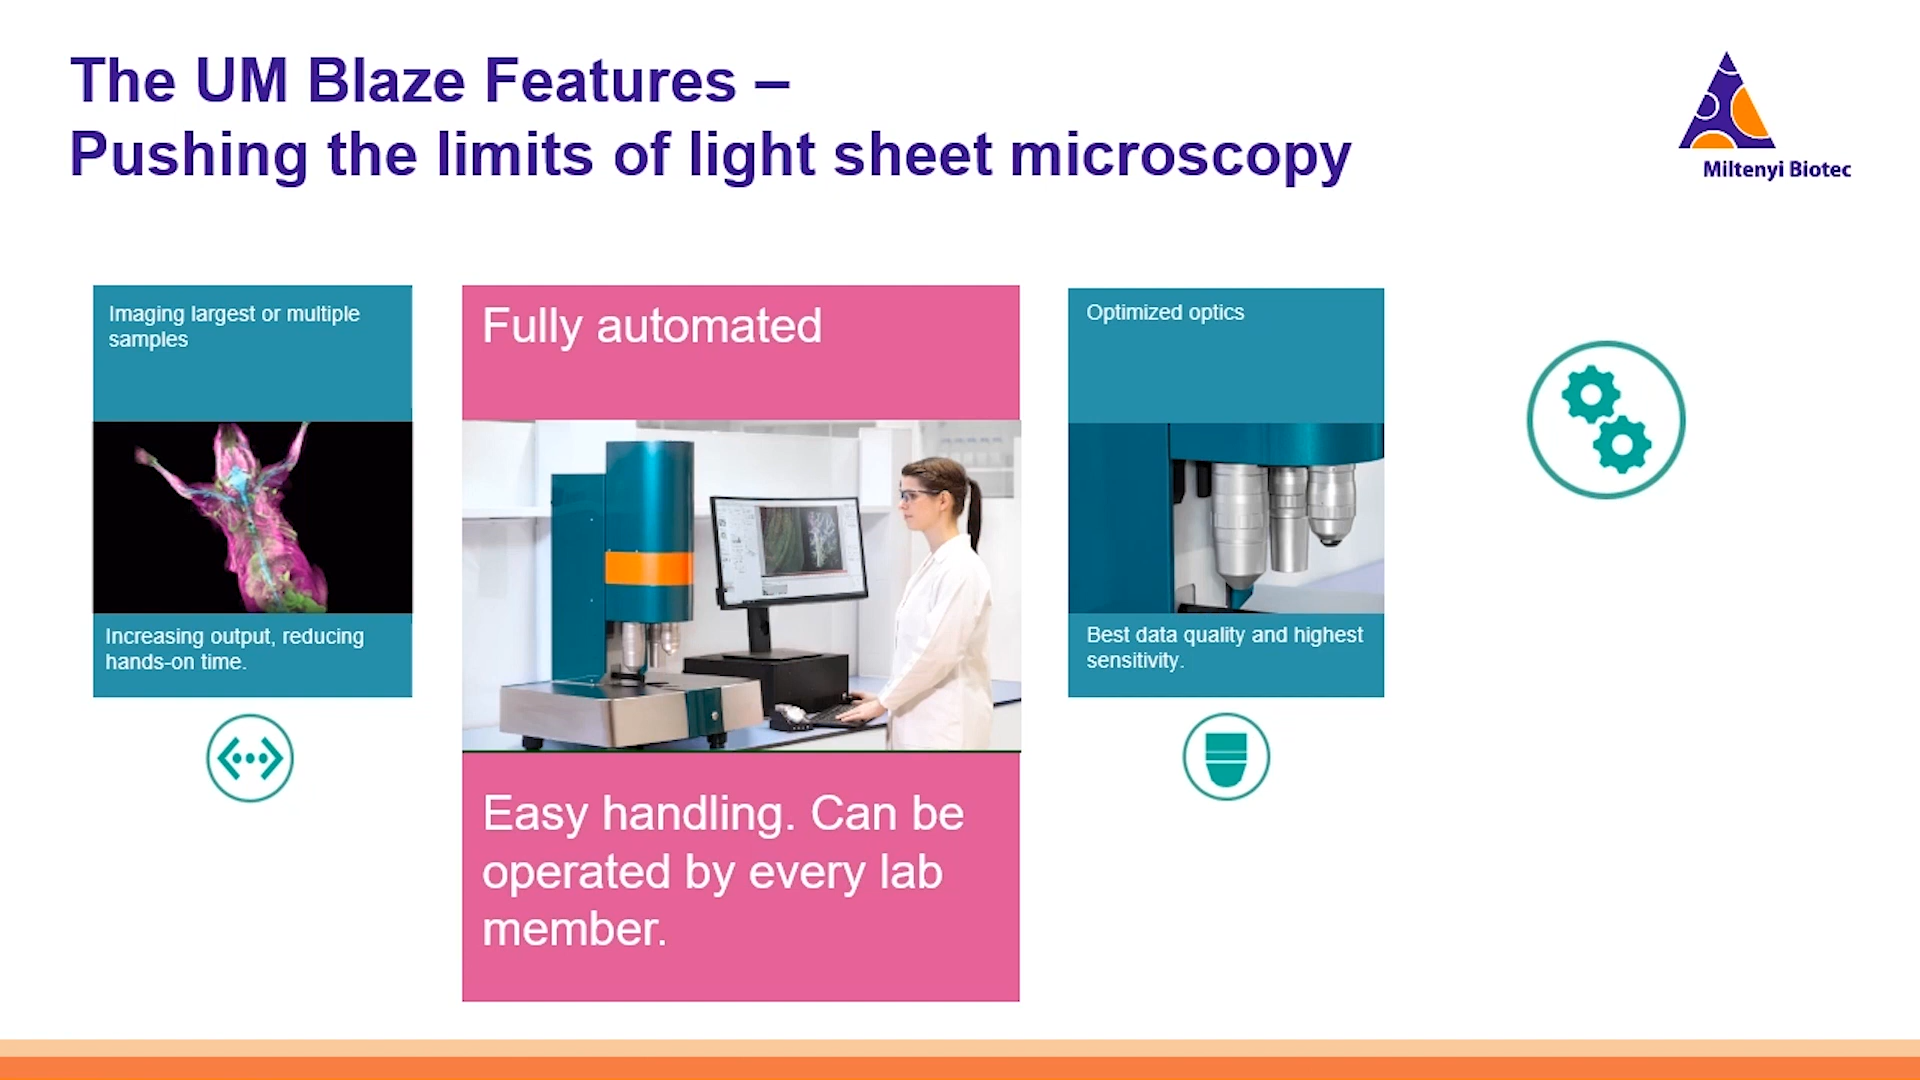 The UM Blaze Features –
Pushing the limits of light sheet microscopy
Miltenyi Biotec
Imaging largest or multiple
samples
Increasing output, reducing
hands-on time.
Fully automated
Easy handling. Can be
operated by every lab
member.
Optimized optics
Best data quality and highest
sensitivity.